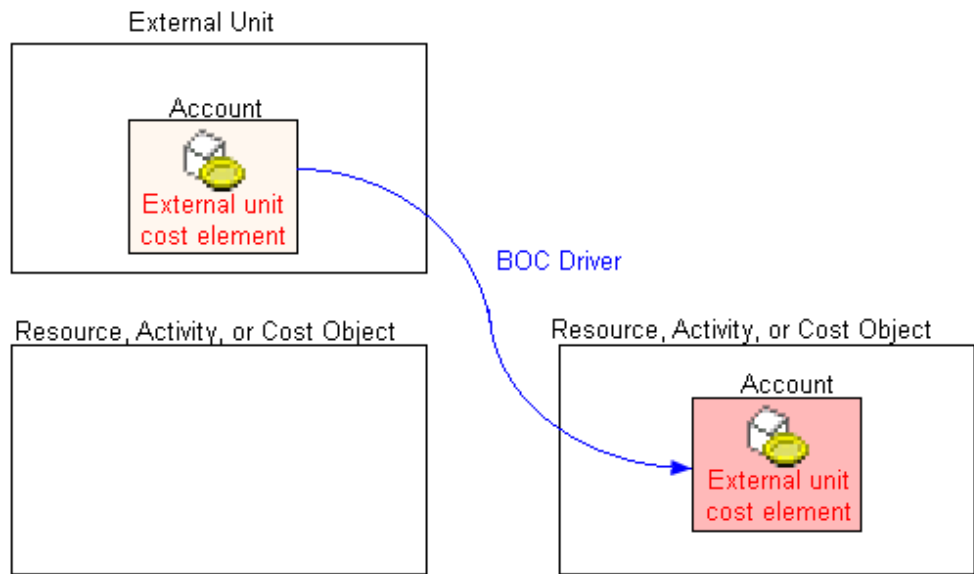 External Unit
Account
External unit
cost element
BOC Driver
Resource, Activity, or Cost Object
Resource, Activity, or Cost Object
Account
External unit
cost element